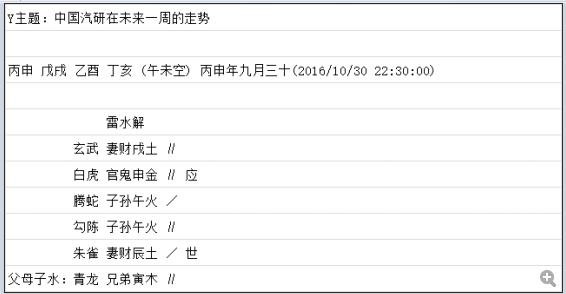 Y主题：中国汽研在未来一周的走势
丙申 戊戌 乙酉 丁亥 (午未空) 丙申年九月三十(2016/10/30 22:30:00)
雷水解
玄武 妻财戌土 〃
白虎 官鬼申金 〃 应
腾蛇 子孙午火 ／
勾陈 子孙午火 〃
朱雀 妻财辰土 ／ 世
父母子水：青龙 兄弟寅木 〃